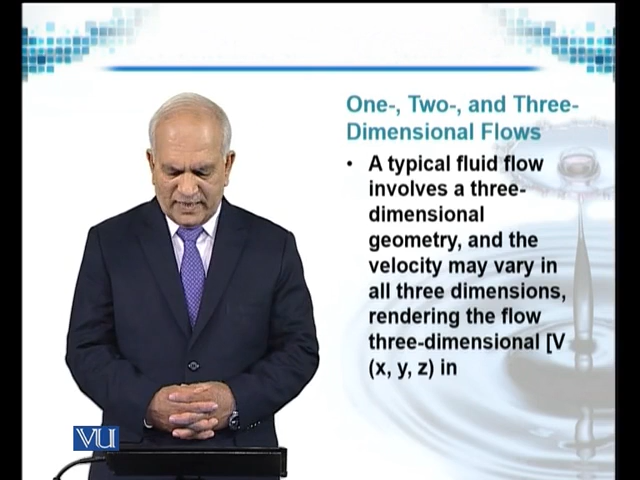 One-, Two-, and Three-
Dimensional Flows
• A typical fluid flow
involves a three-
dimensional
geometry, and the
velocity may vary in
all three dimensions,
rendering the flow
three-dimensional [V
(x, y, z) in
VU